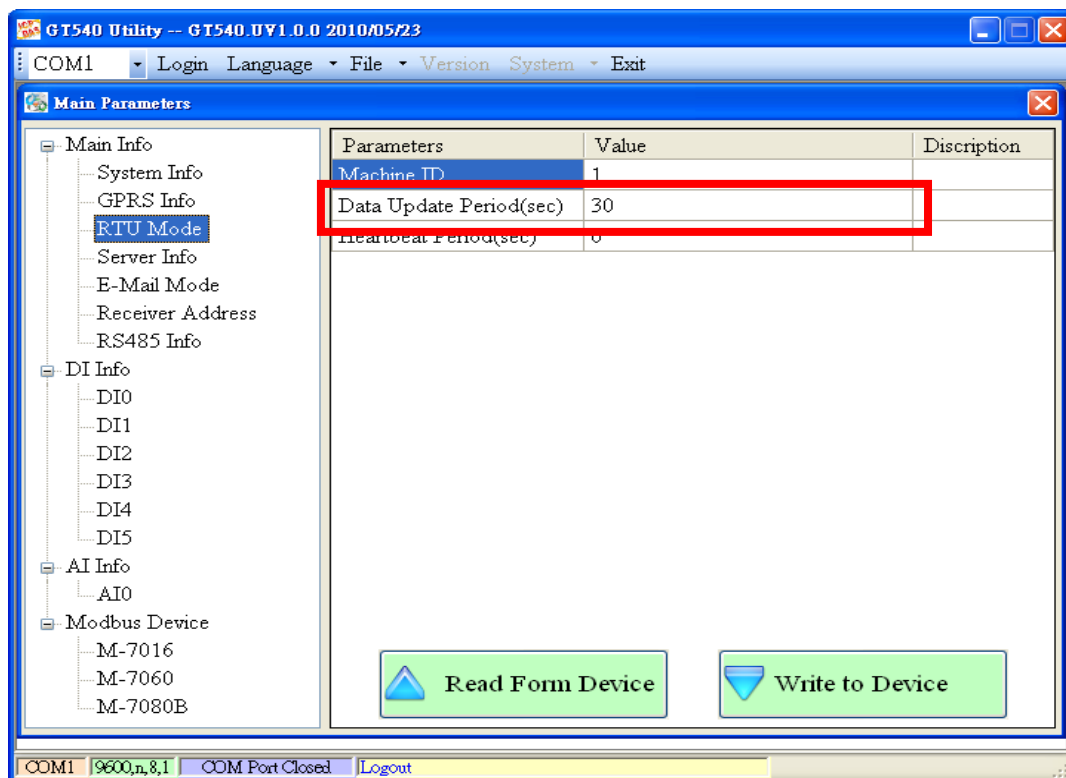 GT540 Utility -- GT540.UV1.0.0 2010/05/23
COM1 Login Language File Version System Exit
Main Parameters
Main Info
System Info
GPRS Info
RTU Mode
Server Info
E-Mail Mode
Receiver Address
RS485 Info
DI Info
DI0
DI1
DI2
DI3
DI4
DI5
AI Info
AI0
Modbus Device
M-7016
M-7060
M-7080B
Parameters Value Discription
Machine ID 1
Data Update Period(sec) 30
Heartbeat Period(sec) 0
Read Form Device Write to Device
COM1 9600,n,8,1 COM Port Closed Logout